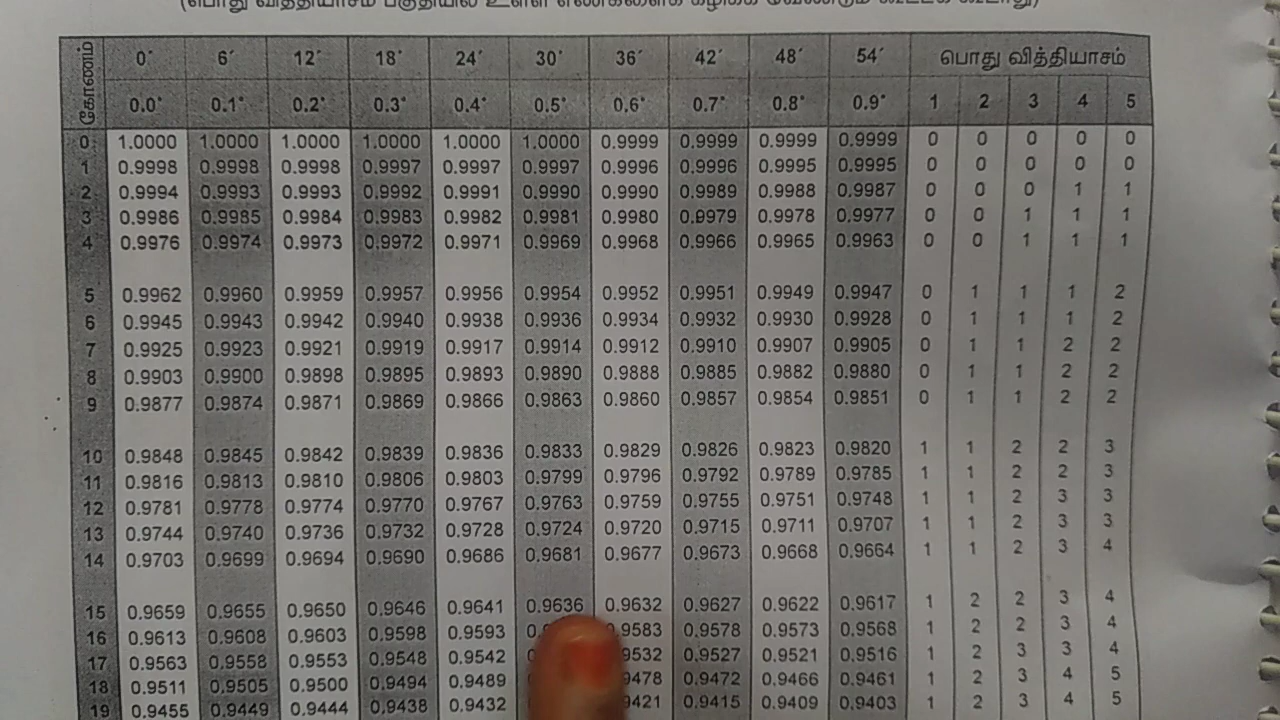 (பொது வித்தியாசம் பகுதியில் உள்ள எண்களைக் கழிக்க வேண்டும் கூட்டக் கூடாது)
கோணம் 0´ 6´ 12´ 18´ 24´ 30´ 36´ 42´ 48´ 54´ பொது வித்தியாசம்
0.0° 0.1° 0.2° 0.3° 0.4° 0.5° 0.6° 0.7° 0.8° 0.9° 1 2 3 4 5
0 1.0000 1.0000 1.0000 1.0000 1.0000 1.0000 0.9999 0.9999 0.9999 0.9999 0 0 0 0 0
1 0.9998 0.9998 0.9998 0.9997 0.9997 0.9997 0.9996 0.9996 0.9995 0.9995 0 0 0 0 0
2 0.9994 0.9993 0.9993 0.9992 0.9991 0.9990 0.9990 0.9989 0.9988 0.9987 0 0 0 1 1
3 0.9986 0.9985 0.9984 0.9983 0.9982 0.9981 0.9980 0.9979 0.9978 0.9977 0 0 1 1 1
4 0.9976 0.9974 0.9973 0.9972 0.9971 0.9969 0.9968 0.9966 0.9965 0.9963 0 0 1 1 1
5 0.9962 0.9960 0.9959 0.9957 0.9956 0.9954 0.9952 0.9951 0.9949 0.9947 0 1 1 1 2
6 0.9945 0.9943 0.9942 0.9940 0.9938 0.9936 0.9934 0.9932 0.9930 0.9928 0 1 1 1 2
7 0.9925 0.9923 0.9921 0.9919 0.9917 0.9914 0.9912 0.9910 0.9907 0.9905 0 1 1 2 2
8 0.9903 0.9900 0.9898 0.9895 0.9893 0.9890 0.9888 0.9885 0.9882 0.9880 0 1 1 2 2
9 0.9877 0.9874 0.9871 0.9869 0.9866 0.9863 0.9860 0.9857 0.9854 0.9851 0 1 1 2 2
10 0.9848 0.9845 0.9842 0.9839 0.9836 0.9833 0.9829 0.9826 0.9823 0.9820 1 1 2 2 3
11 0.9816 0.9813 0.9810 0.9806 0.9803 0.9799 0.9796 0.9792 0.9789 0.9785 1 1 2 2 3
12 0.9781 0.9778 0.9774 0.9770 0.9767 0.9763 0.9759 0.9755 0.9751 0.9748 1 1 2 3 3
13 0.9744 0.9740 0.9736 0.9732 0.9728 0.9724 0.9720 0.9715 0.9711 0.9707 1 1 2 3 3
14 0.9703 0.9699 0.9694 0.9690 0.9686 0.9681 0.9677 0.9673 0.9668 0.9664 1 1 2 3 4
15 0.9659 0.9655 0.9650 0.9646 0.9641 0.9636 0.9632 0.9627 0.9622 0.9617 1 2 2 3 4
16 0.9613 0.9608 0.9603 0.9598 0.9593 .9583 0.9578 0.9573 0.9568 1 2 2 3 4
17 0.9563 0.9558 0.9553 0.9548 0.9542 .9532 0.9527 0.9521 0.9516 1 2 3 3 4
18 0.9511 0.9505 0.9500 0.9494 0.9489 0.9472 0.9466 0.9461 1 2 3 4 5
19 0.9455 0.9449 0.9444 0.9438 0.9432 0.9415 0.9409 0.9403 1 2 3 4 5